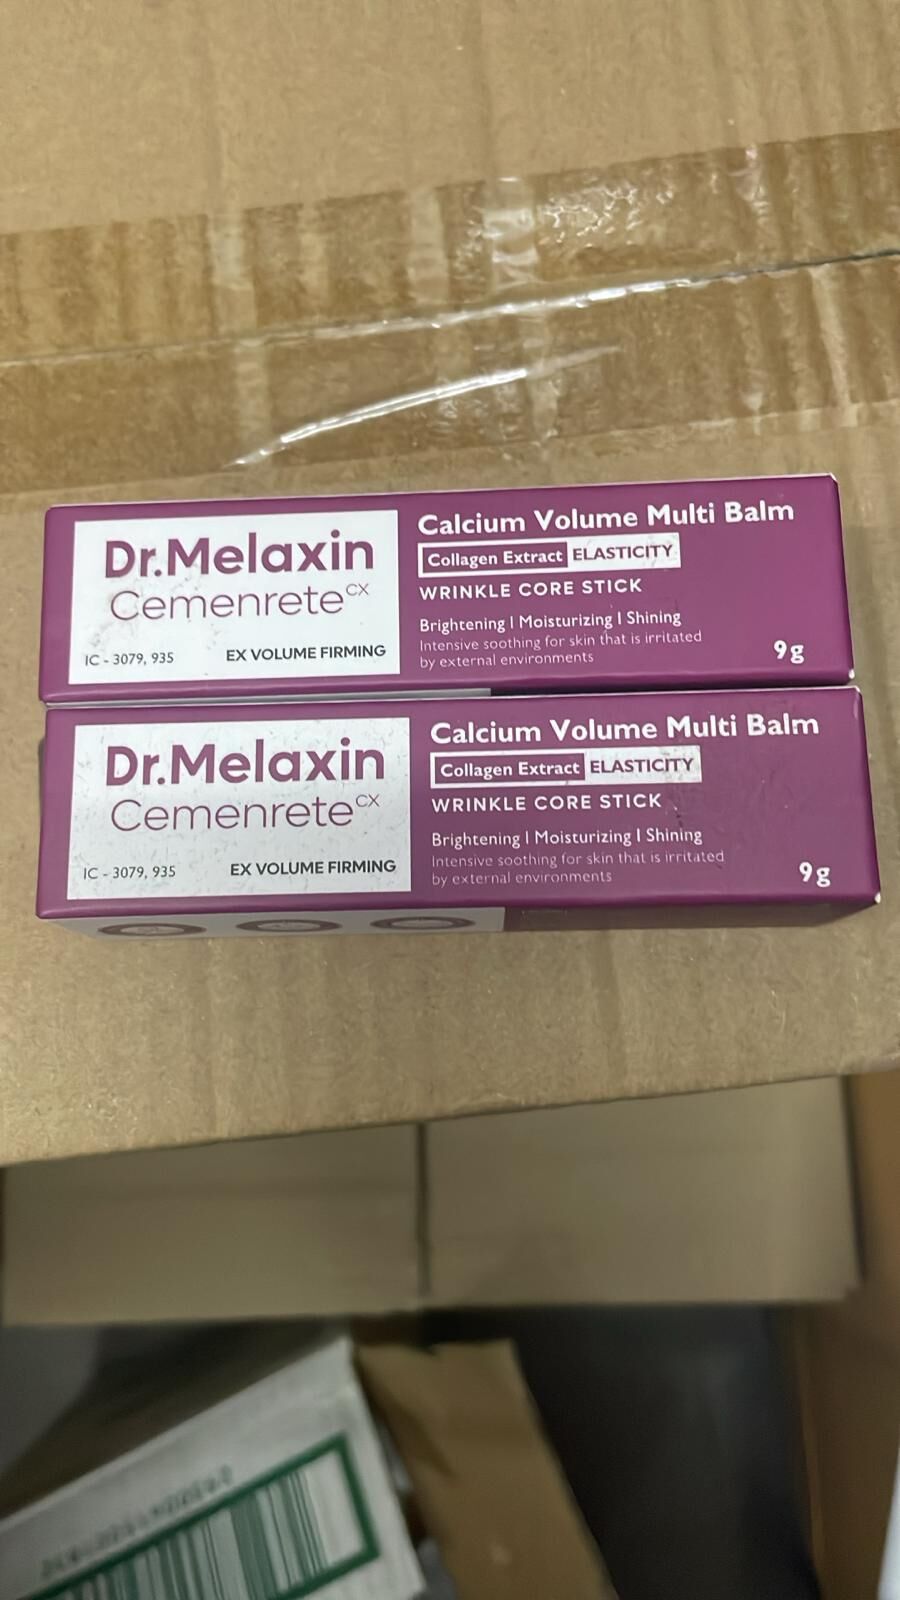 Dr.Melaxin
Cemenrete CX
IC - 3079, 935
EX VOLUME FIRMING
Calcium Volume Multi Balm
Collagen Extract ELASTICITY
WRINKLE CORE STICK
Brightening | Moisturizing | Shining
Intensive soothing for skin that is irritated
by external environments
9g
Dr.Melaxin
Cemenrete CX
IC - 3079, 935
EX VOLUME FIRMING
Calcium Volume Multi Balm
Collagen Extract ELASTICITY
WRINKLE CORE STICK
Brightening | Moisturizing | Shining
Intensive soothing for skin that is irritated
by external environments
9g